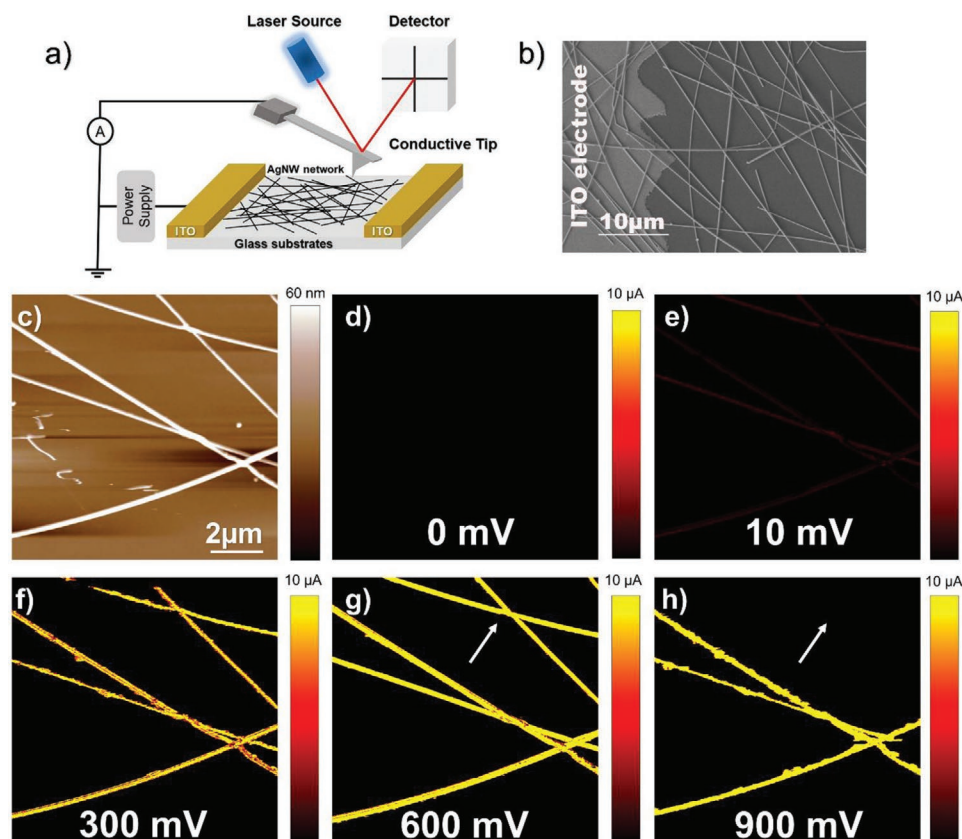 a)
Laser Source
Detector
A
Conductive Tip
AgNW network
Power
Supply
ITO
ITO
Glass substrates
b)
ITO electrode
10μm
c)
60 nm
2μm
d)
10 μA
0 mV
e)
10 μA
10 mV
f)
10 μA
300 mV
g)
10 μA
600 mV
h)
10 μA
900 mV